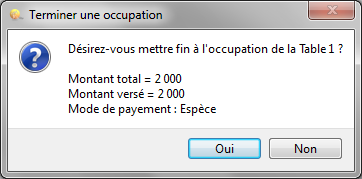 Terminer une occupation
Désirez-vous mettre fin à l'occupation de la Table 1 ?
Montant total = 2 000
Montant versé = 2 000
Mode de payement : Espèce
Oui
Non